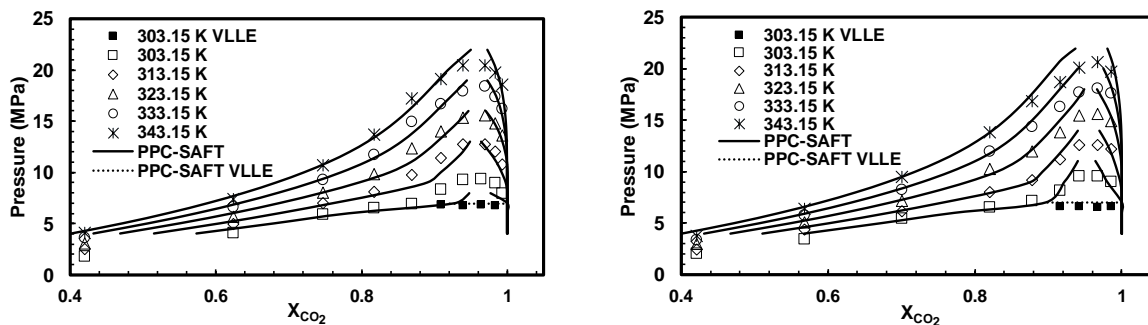 25
20
15
10
5
0
Pressure (MPa)
303.15 K VLLE
303.15 K
313.15 K
323.15 K
333.15 K
343.15 K
PPC-SAFT
PPC-SAFT VLLE
0.4 0.6 0.8 1
XCO2
25
20
15
10
5
0
Pressure (MPa)
303.15 K VLLE
303.15 K
313.15 K
323.15 K
333.15 K
343.15 K
PPC-SAFT
PPC-SAFT VLLE
0.4 0.6 0.8 1
XCO2